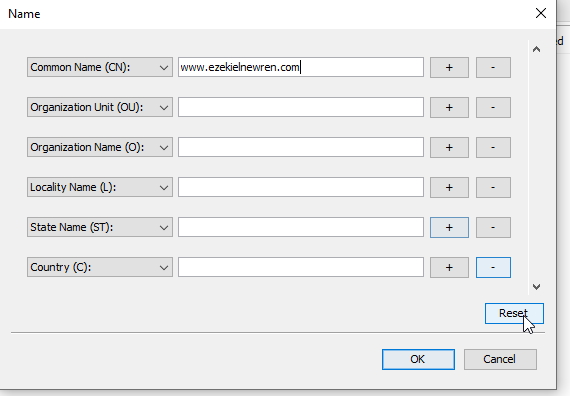 Name
ed
Common Name (CN): www.ezekielnewren.com + -
Organization Unit (OU): + -
Organization Name (O): + -
Locality Name (L): + -
State Name (ST): + -
Country (C): + -
Reset
OK Cancel